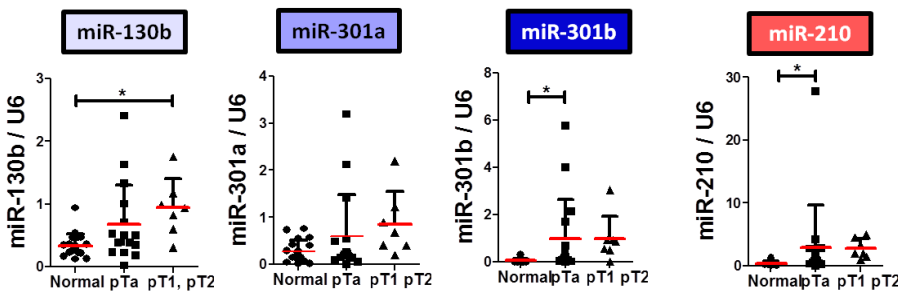 miR-130b
miR-301a
miR-301b
miR-210
miR-130b / U6
3
2
1
0
*
Normal pTa pT1, pT2
miR-301a / U6
4
3
2
1
0
Normal pTa pT1, pT2
miR-301b / U6
8
6
4
2
0
*
Normal pTa pT1, pT2
miR-210 / U6
30
20
10
0
*
Normal pTa pT1, pT2